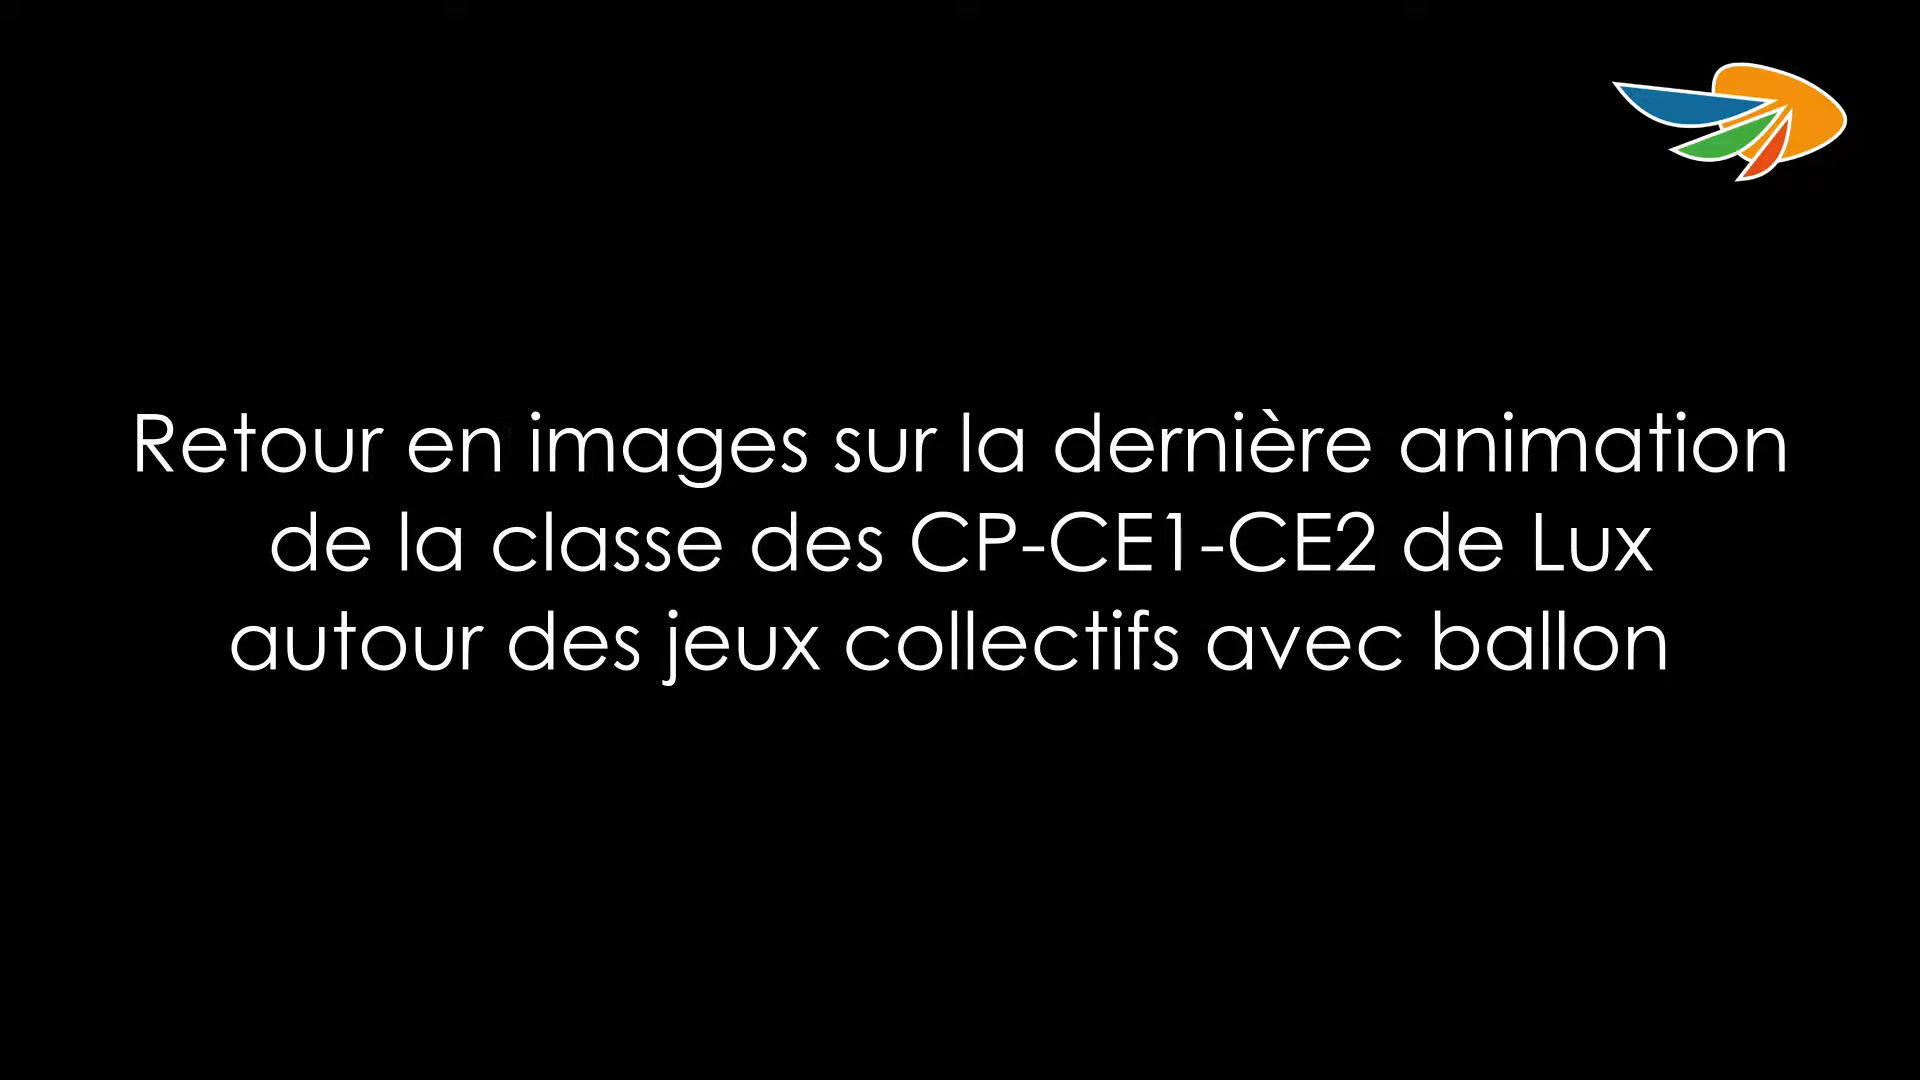 Retour en images sur la dernière animation
de la classe des CP-CE1-CE2 de Lux
autour des jeux collectifs avec ballon